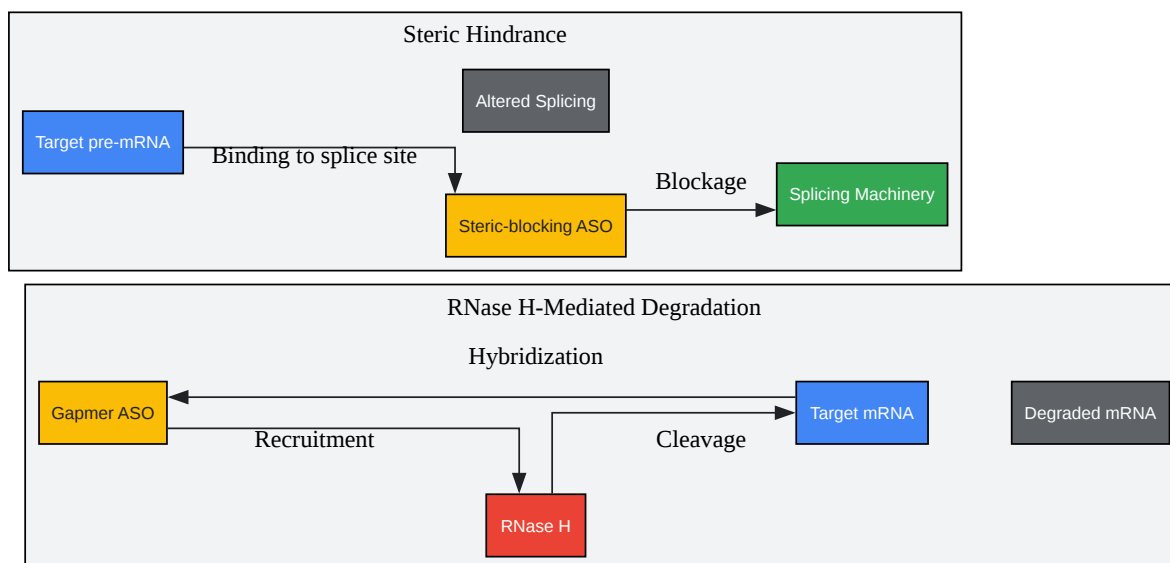 Steric Hindrance
Altered Splicing
Target pre-mRNA
Binding to splice site
Blockage
Splicing Machinery
Steric-blocking ASO
RNase H-Mediated Degradation
Hybridization
Gapmer ASO
Target mRNA
Degraded mRNA
Recruitment
Cleavage
RNase H